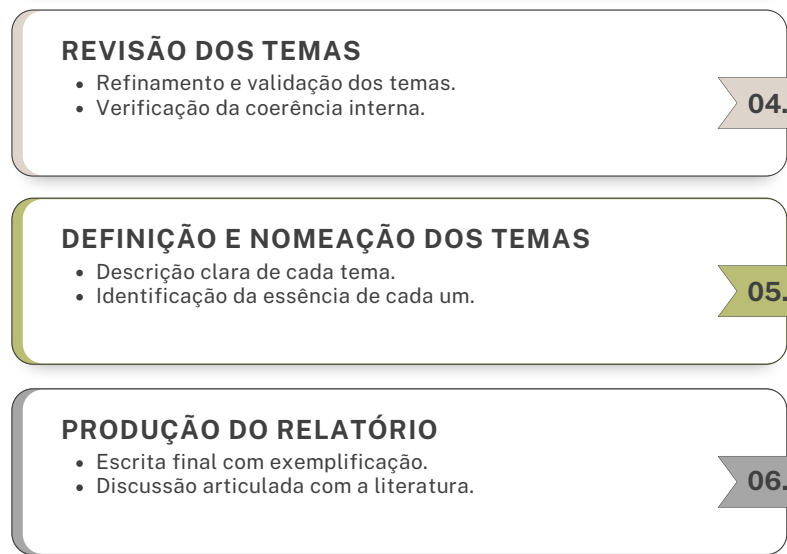 REVISÃO DOS TEMAS
• Refinamento e validação dos temas.
• Verificação da coerência interna.
04.
DEFINIÇÃO E NOMEAÇÃO DOS TEMAS
• Descrição clara de cada tema.
• Identificação da essência de cada um.
05.
PRODUÇÃO DO RELATÓRIO
• Escrita final com exemplificação.
• Discussão articulada com a literatura.
06.